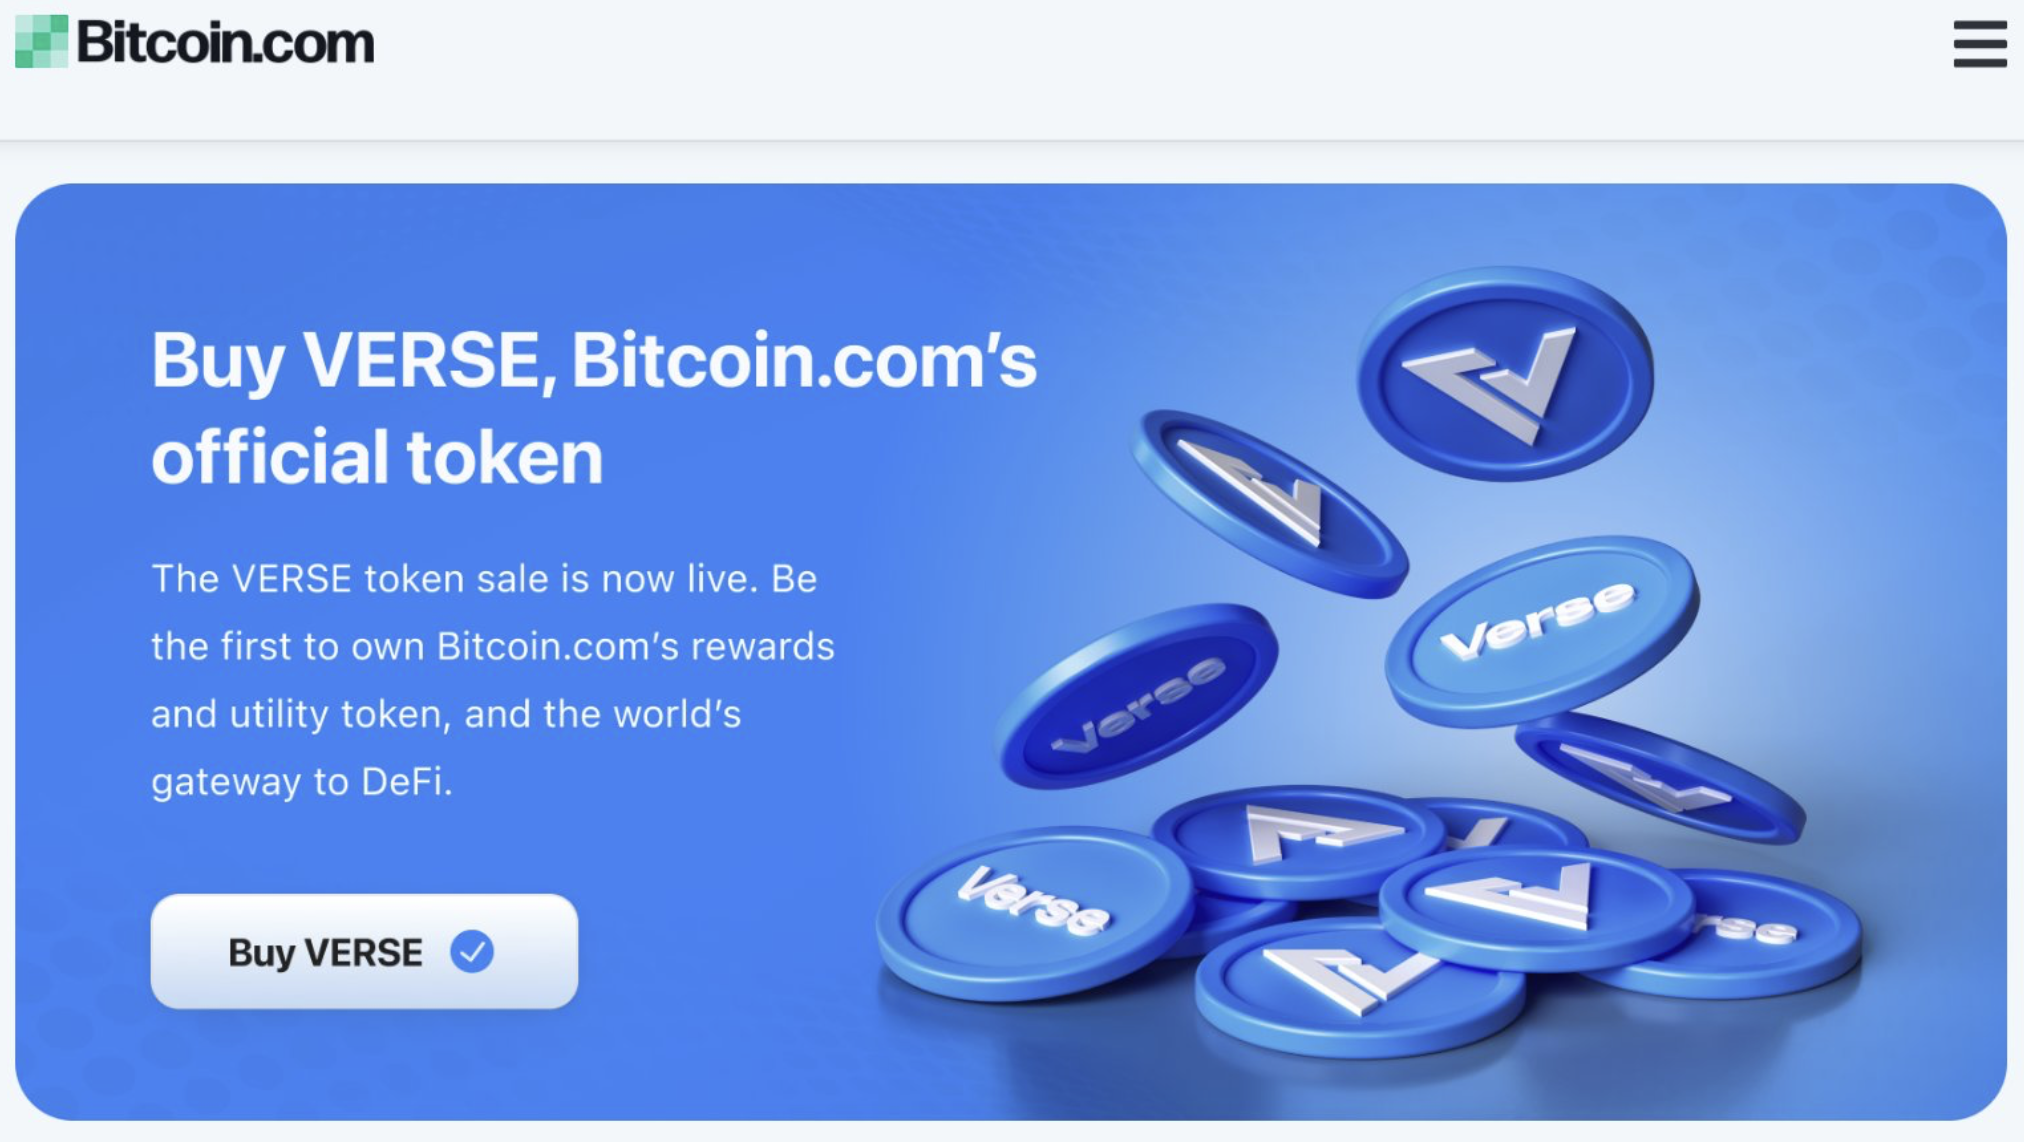 Bitcoin.com
Buy VERSE, Bitcoin.com’s
official token
The VERSE token sale is now live. Be
the first to own Bitcoin.com’s rewards
and utility token, and the world’s
gateway to DeFi.
Buy VERSE
Verse
Verse
Verse
rse